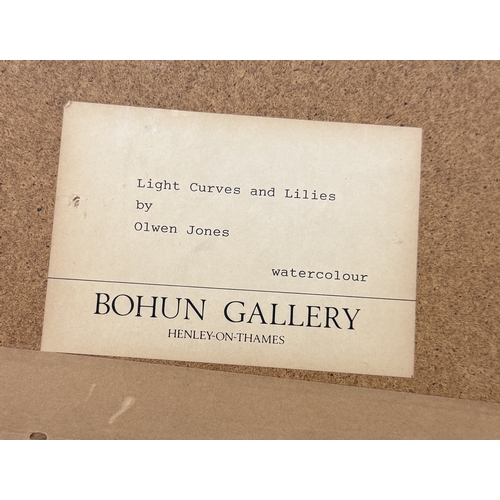 Light Curves and Lilies
by
Olwen Jones
watercolour
BOHUN GALLERY
HENLEY-ON-THAMES